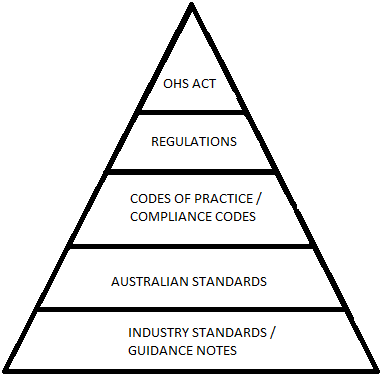 OHS ACT
REGULATIONS
CODES OF PRACTICE /
COMPLIANCE CODES
AUSTRALIAN STANDARDS
INDUSTRY STANDARDS /
GUIDANCE NOTES